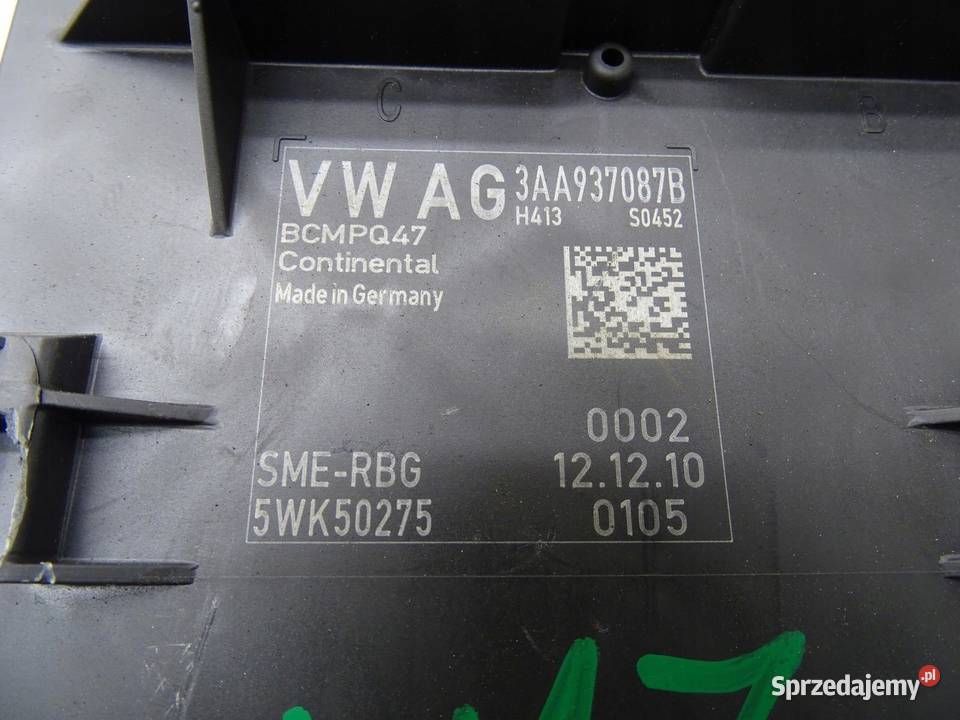 C
B
VW AG 3AA937087B
H413 S0452
BCMPQ47
Continental
Made in Germany
0002
SME-RBG 12.12.10
5WK50275 0105
Sprzedajemy.pl